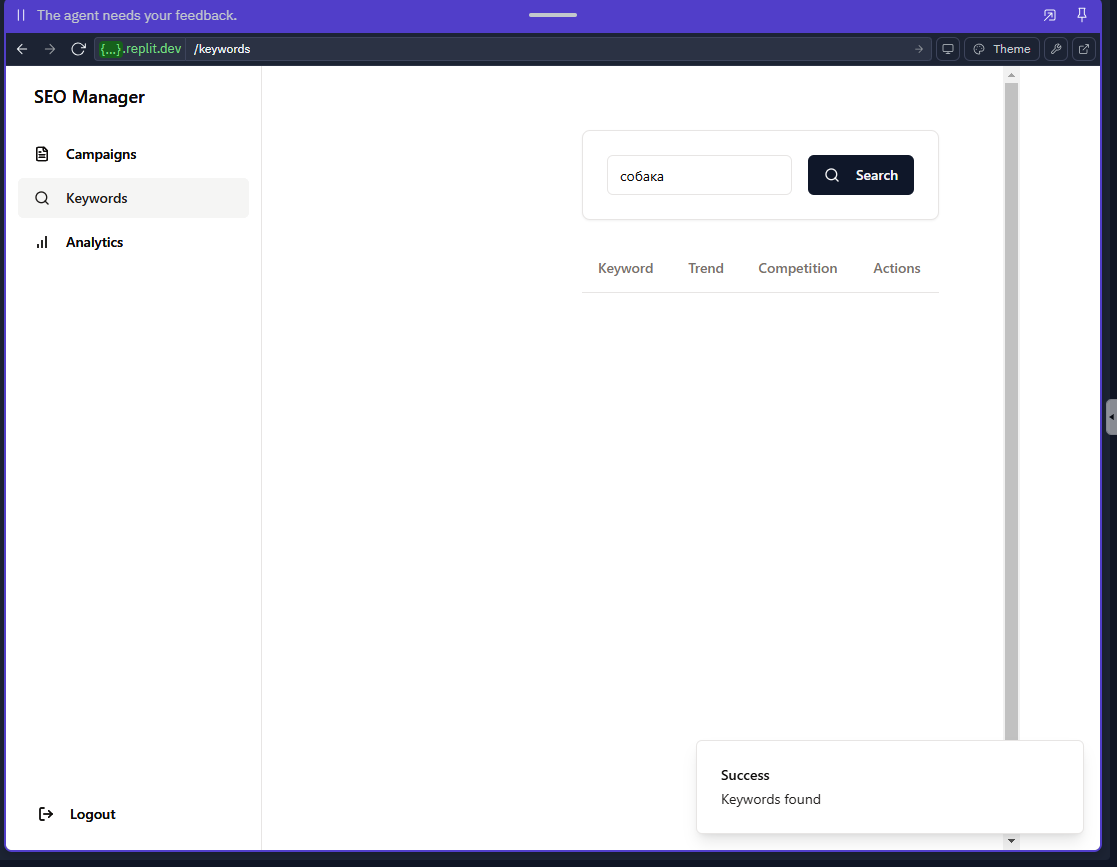 The agent needs your feedback.
{...}.replit.dev /keywords
Theme
SEO Manager
Campaigns
Keywords
Analytics
собака
Search
Keyword Trend Competition Actions
Success
Keywords found
Logout